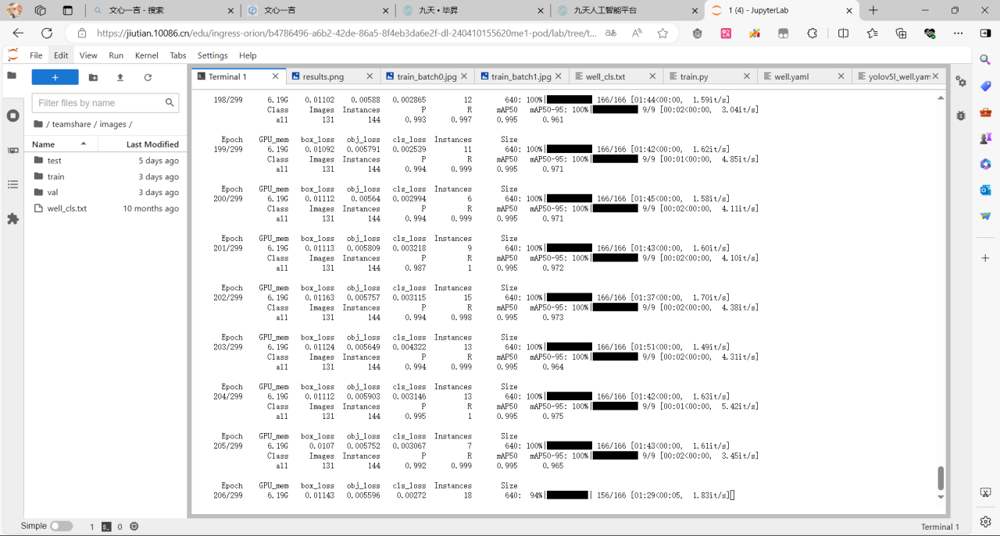 文心一言 - 搜索
文心一言
九天 • 毕昇
九天人工智能平台
1 (4) - JupyterLab
https://jiutian.10086.cn/edu/ingress-orion/b4786496-a6b2-42de-86a5-8f4eb3da6e2f-dl-240410155620me1-pod/lab/tree/t...
File Edit View Run Kernel Tabs Settings Help
Filter files by name
/ teamshare / images /
Name Last Modified
test 5 days ago
train 3 days ago
val 3 days ago
well_cls.txt 10 months ago
Terminal 1
results.png
train_batch0.jpg
train_batch1.jpg
well_cls.txt
train.py
well.yaml
yolov5l_well.yam
198/299 6.19G 0.01102 0.00588 0.002865 12 640: 100%| 166/166 [01:44<00:00, 1.59it/s]
Class Images Instances P R mAP50 mAP50-95: 100%| 9/9 [00:02<00:00, 3.04it/s]
all 131 144 0.993 0.997 0.995 0.961
Epoch GPU_mem box_loss obj_loss cls_loss Instances Size
199/299 6.19G 0.01092 0.005791 0.002539 11 640: 100%| 166/166 [01:42<00:00, 1.62it/s]
Class Images Instances P R mAP50 mAP50-95: 100%| 9/9 [00:01<00:00, 4.85it/s]
all 131 144 0.994 0.999 0.995 0.971
Epoch GPU_mem box_loss obj_loss cls_loss Instances Size
200/299 6.19G 0.01112 0.00564 0.002994 6 640: 100%| 166/166 [01:45<00:00, 1.58it/s]
Class Images Instances P R mAP50 mAP50-95: 100%| 9/9 [00:02<00:00, 4.11it/s]
all 131 144 0.994 0.999 0.995 0.971
Epoch GPU_mem box_loss obj_loss cls_loss Instances Size
201/299 6.19G 0.01113 0.005809 0.003218 9 640: 100%| 166/166 [01:43<00:00, 1.60it/s]
Class Images Instances P R mAP50 mAP50-95: 100%| 9/9 [00:02<00:00, 4.10it/s]
all 131 144 0.987 1 0.995 0.972
Epoch GPU_mem box_loss obj_loss cls_loss Instances Size
202/299 6.19G 0.01163 0.005757 0.003115 15 640: 100%| 166/166 [01:37<00:00, 1.70it/s]
Class Images Instances P R mAP50 mAP50-95: 100%| 9/9 [00:02<00:00, 4.38it/s]
all 131 144 0.994 0.998 0.995 0.973
Epoch GPU_mem box_loss obj_loss cls_loss Instances Size
203/299 6.19G 0.01124 0.005649 0.004322 13 640: 100%| 166/166 [01:51<00:00, 1.49it/s]
Class Images Instances P R mAP50 mAP50-95: 100%| 9/9 [00:02<00:00, 4.31it/s]
all 131 144 0.994 0.999 0.995 0.964
Epoch GPU_mem box_loss obj_loss cls_loss Instances Size
204/299 6.19G 0.01112 0.005903 0.003146 13 640: 100%| 166/166 [01:42<00:00, 1.63it/s]
Class Images Instances P R mAP50 mAP50-95: 100%| 9/9 [00:01<00:00, 5.42it/s]
all 131 144 0.995 1 0.995 0.975
Epoch GPU_mem box_loss obj_loss cls_loss Instances Size
205/299 6.19G 0.0107 0.005752 0.003067 7 640: 100%| 166/166 [01:43<00:00, 1.61it/s]
Class Images Instances P R mAP50 mAP50-95: 100%| 9/9 [00:02<00:00, 3.45it/s]
all 131 144 0.992 0.999 0.995 0.965
Epoch GPU_mem box_loss obj_loss cls_loss Instances Size
206/299 6.19G 0.01143 0.005596 0.00272 18 640: 94%| | 156/166 [01:29<00:05, 1.83it/s]
Simple 1 0 Terminal 1